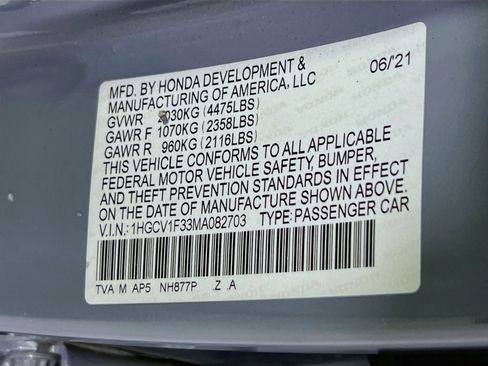 MFD. BY HONDA DEVELOPMENT & 06/'21
MANUFACTURING OF AMERICA, LLC
GVWR 2030KG (4475LBS)
GAWR F 1070KG (2358LBS)
GAWR R 960KG (2116LBS)
THIS VEHICLE CONFORMS TO ALL APPLICABLE
FEDERAL MOTOR VEHICLE SAFETY, BUMPER,
AND THEFT PREVENTION STANDARDS IN EFFECT
ON THE DATE OF MANUFACTURE SHOWN ABOVE.
V.I.N.: 1HGCV1F33MA082703 TYPE: PASSENGER CAR
TVA M AP5 NH877P .Z .A